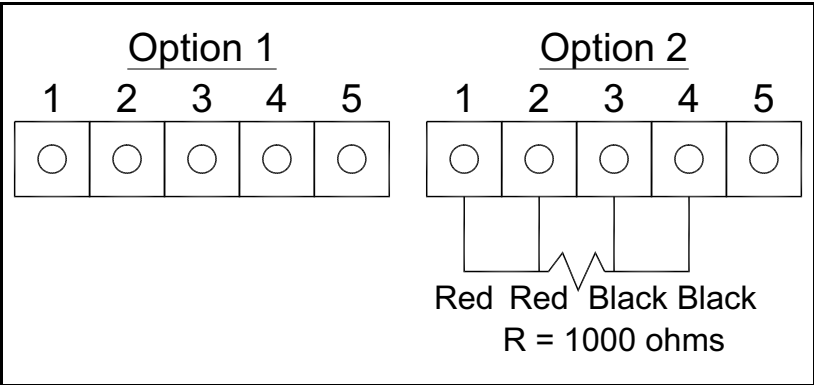 Option 1
1 2 3 4 5
Option 2
1 2 3 4 5
Red Red Black Black
R = 1000 ohms